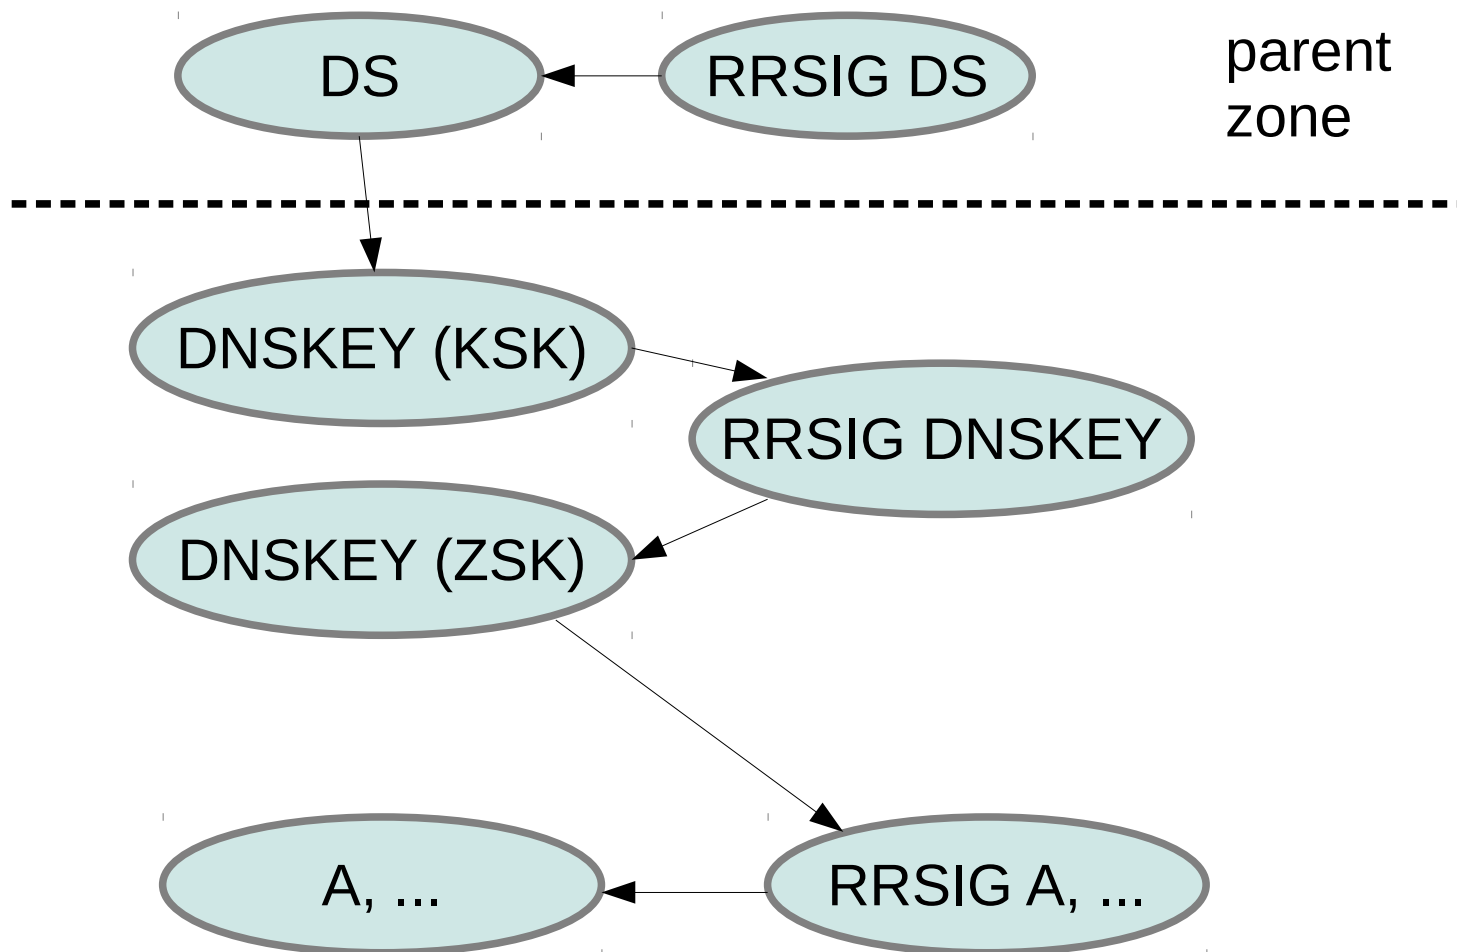 DS
RRSIG DS
parent
zone
DNSKEY (KSK)
RRSIG DNSKEY
DNSKEY (ZSK)
A, ...
RRSIG A, ...